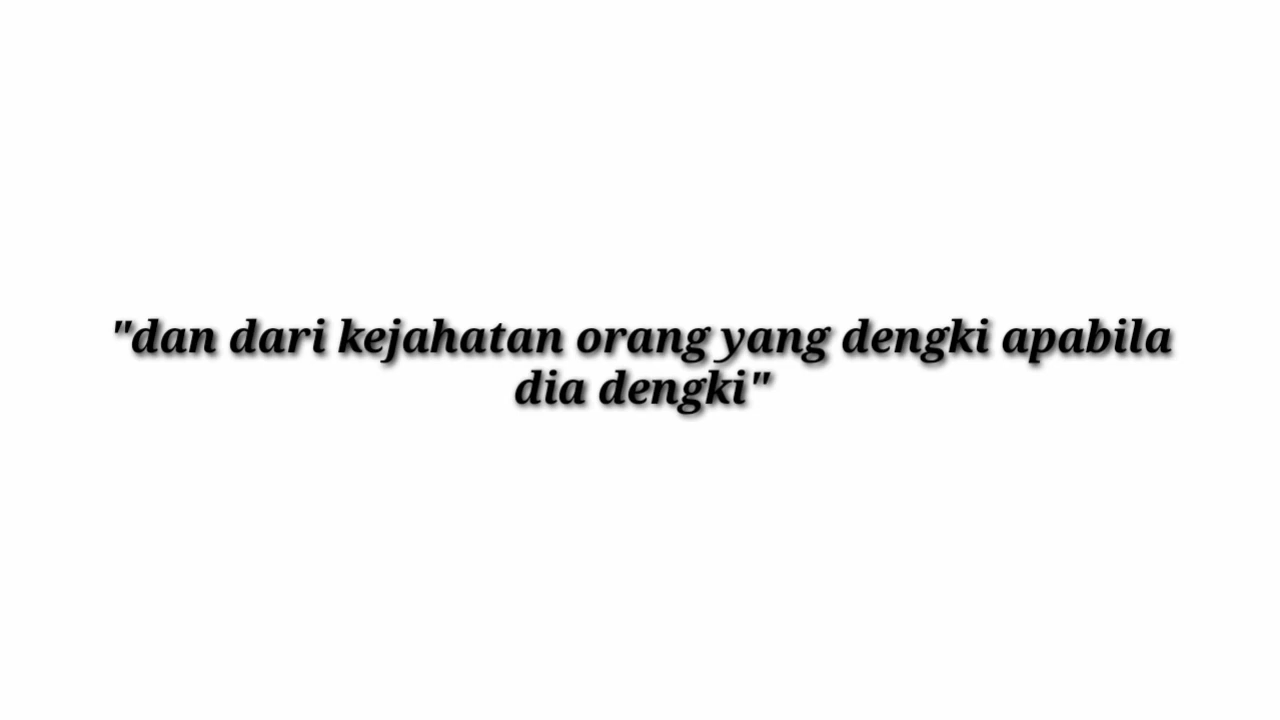 "dan dari kejahatan orang yang dengki apabila
dia dengki"